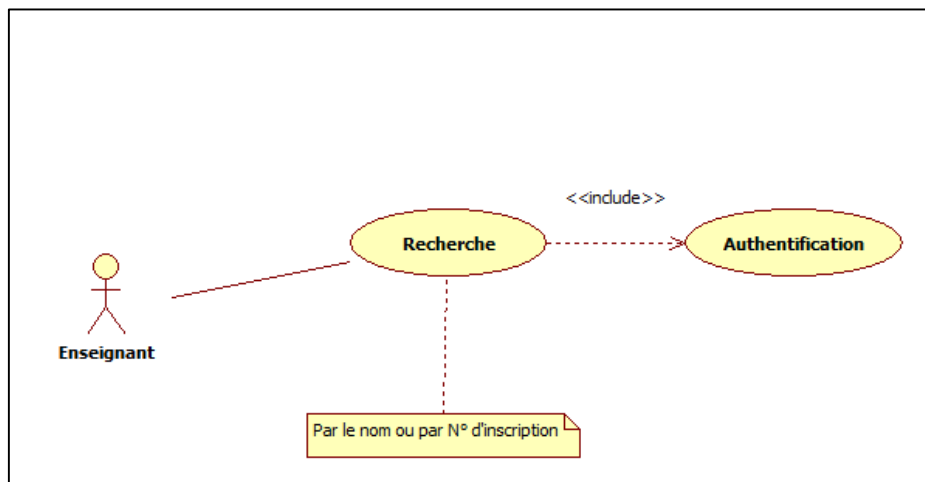 <<include>>
Recherche
Authentification
Enseignant
Par le nom ou par N° d'inscription